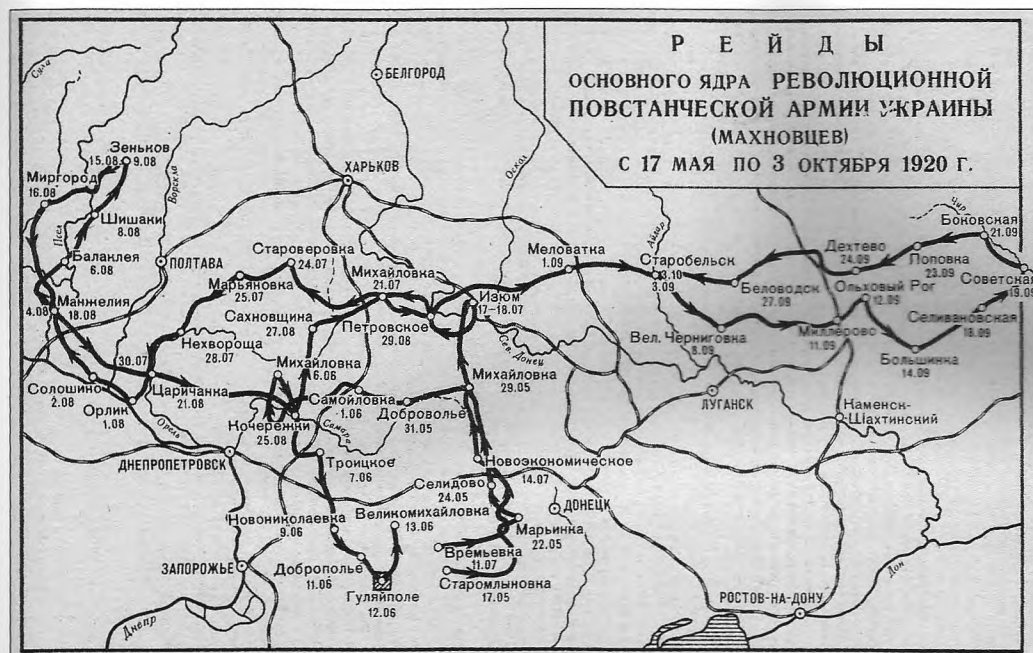 РЕЙДЫ
ОСНОВНОГО ЯДРА РЕВОЛЮЦИОННОЙ
ПОВСТАНЧЕСКОЙ АРМИИ УКРАИНЫ
(МАХНОВЦЕВ)
С 17 МАЯ ПО 3 ОКТЯБРЯ 1920 Г.
Сула
БЕЛГОРОД
Зеньков
15.08 9.08
Миргород
16.08
Ворскла
ХАРЬКОВ
Оскол
Шишаки
8.08
Псел
Балаклея
6.08
ПОЛТАВА
Староверовка
24.07
Марьяновка
25.07
Михайловка
21.07
Меловатка
1.09
Айдар
Старобельск
3.10
3.09
Беловодск
27.09
Дехтево
24.09
Поповка
23.09
Чир
Боковская
21.09
Советская
19.09
Ольховый Рог
12.09
Селивановская
18.09
Миллерово
11.09
Большинка
14.09
Вел. Черниговка
8.09
Изюм
17-18.07
Петровское
29.08
Сев. Донец
Сахновщина
27.08
Манжелия
4.08 18.08
Нехвороща
28.07
30.07
Царичанка
21.08
Солошино
2.08
Орлик
1.08
Орель
Михайловка
6.06
Самойловка
1.06
Доброволье
31.05
Михайловка
29.05
Кочережки
25.08
Самара
ЛУГАНСК
Каменск-
Шахтинский
ДНЕПРОПЕТРОВСК
Троицкое
7.06
Новоэкономическое
14.07
Селидово
24.05
ДОНЕЦК
Новониколаевка
9.06
Великомихайловка
13.06
Марьинка
22.05
Времьевка
11.07
Доброполье
11.06
Старомлыновка
17.05
Гуляйполе
12.06
ЗАПОРОЖЬЕ
Днепр
РОСТОВ-НА-ДОНУ
Дон